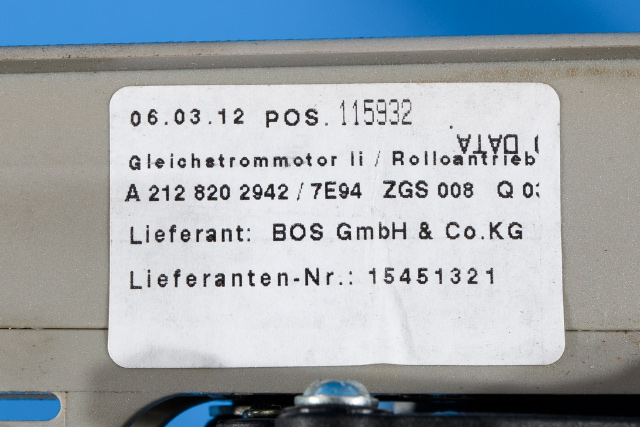 06.03.12 POS. 115932
DATA
Gleichstrommotor li / Rolloantrieb
A 212 820 2942 / 7E94 ZGS 008 Q 03
Lieferant: BOS GmbH & Co.KG
Lieferanten-Nr.: 15451321